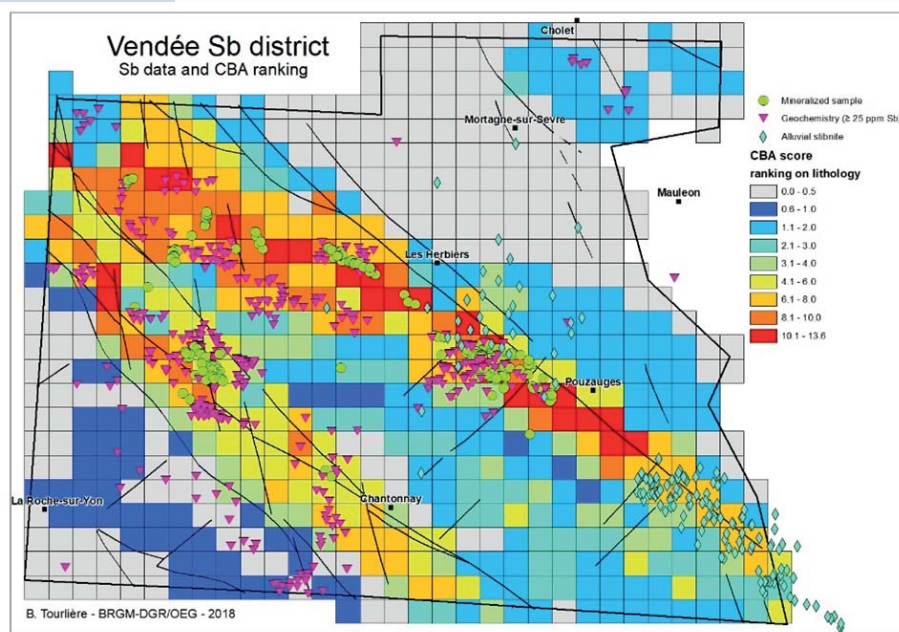 Vendée Sb district
Sb data and CBA ranking
Cholet
Mortagne-sur-Sèvre
Mauleon
Les Herbiers
Pouzauges
La Roche-sur-Yon
Chantonnay
B. Tourlière - BRGM-DGR/OEG - 2018
Mineralized sample
Geochemistry (≥ 25 ppm Sb)
Alluvial stibnite
CBA score
ranking on lithology
0.0 - 0.5
0.6 - 1.0
1.1 - 2.0
2.1 - 3.0
3.1 - 4.0
4.1 - 6.0
6.1 - 8.0
8.1 - 10.0
10.1 - 13.6